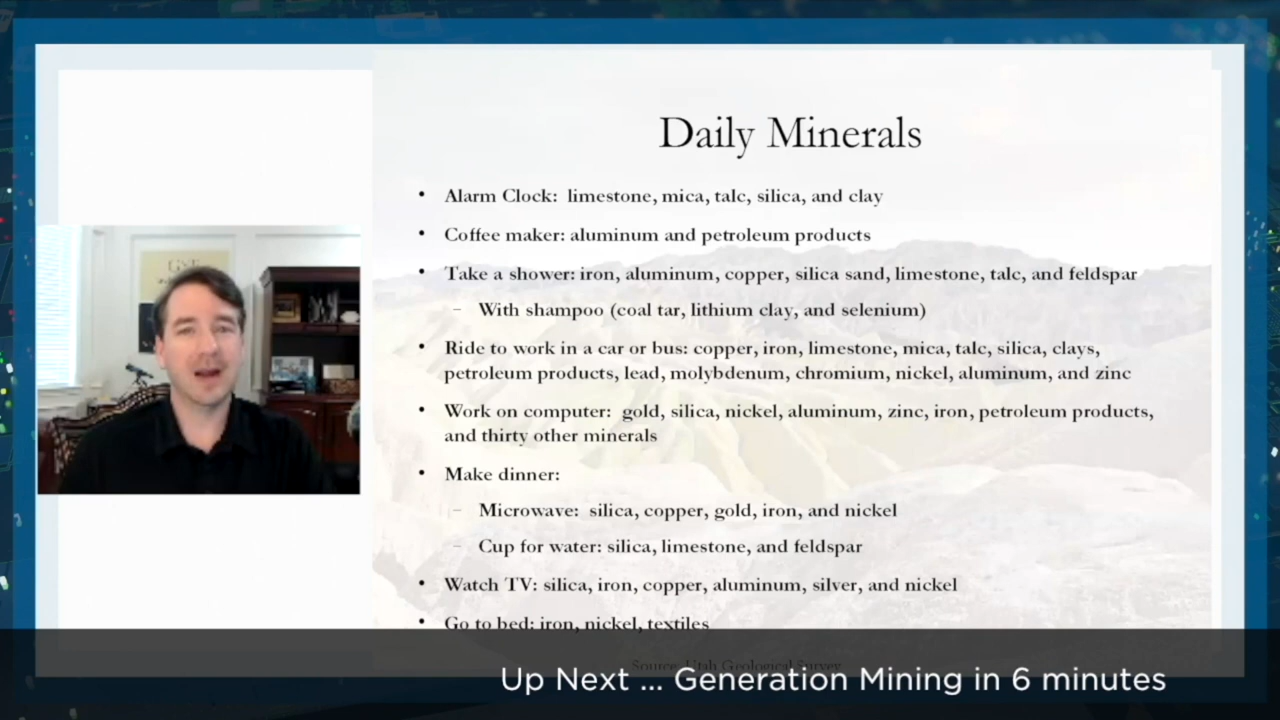 Daily Minerals
• Alarm Clock: limestone, mica, talc, silica, and clay
• Coffee maker: aluminum and petroleum products
• Take a shower: iron, aluminum, copper, silica sand, limestone, talc, and feldspar
– With shampoo (coal tar, lithium clay, and selenium)
• Ride to work in a car or bus: copper, iron, limestone, mica, talc, silica, clays,
petroleum products, lead, molybdenum, chromium, nickel, aluminum, and zinc
• Work on computer: gold, silica, nickel, aluminum, zinc, iron, petroleum products,
and thirty other minerals
• Make dinner:
– Microwave: silica, copper, gold, iron, and nickel
– Cup for water: silica, limestone, and feldspar
• Watch TV: silica, iron, copper, aluminum, silver, and nickel
• Go to bed: iron, nickel, textiles
Source: Utah Geological Survey
Up Next ... Generation Mining in 6 minutes